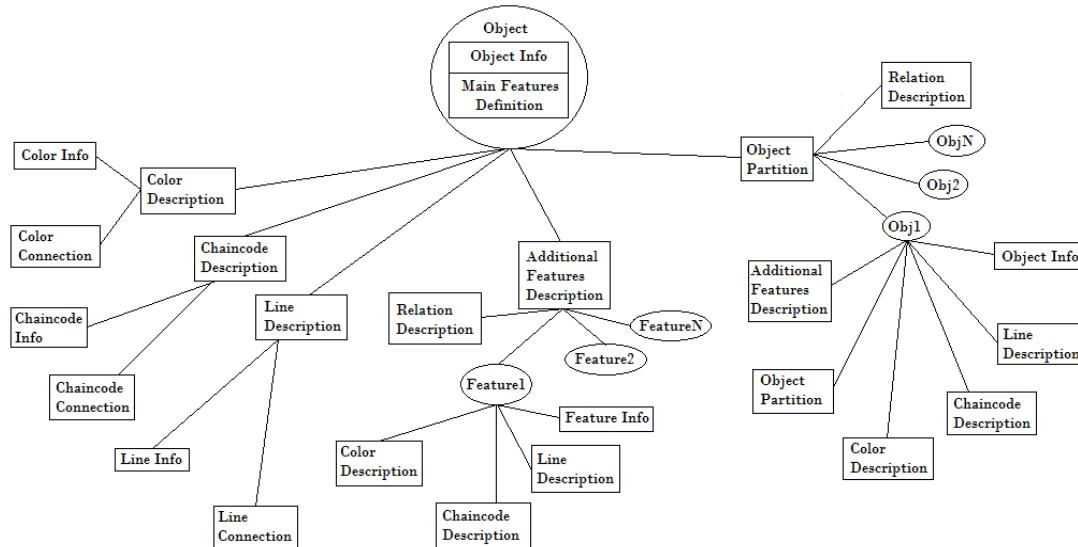 Object
Object Info
Main Features
Definition
Relation
Description
ObjN
Object
Partition
Obj2
Color Info
Color
Description
Color
Connection
Chaincode
Description
Obj1
Object Info
Additional
Features
Description
Additional
Features
Description
Chaincode
Info
Line
Description
Relation
Description
FeatureN
Feature2
Line
Description
Chaincode
Connection
Feature1
Object
Partition
Feature Info
Chaincode
Description
Line Info
Color
Description
Line
Description
Color
Description
Line
Connection
Chaincode
Description